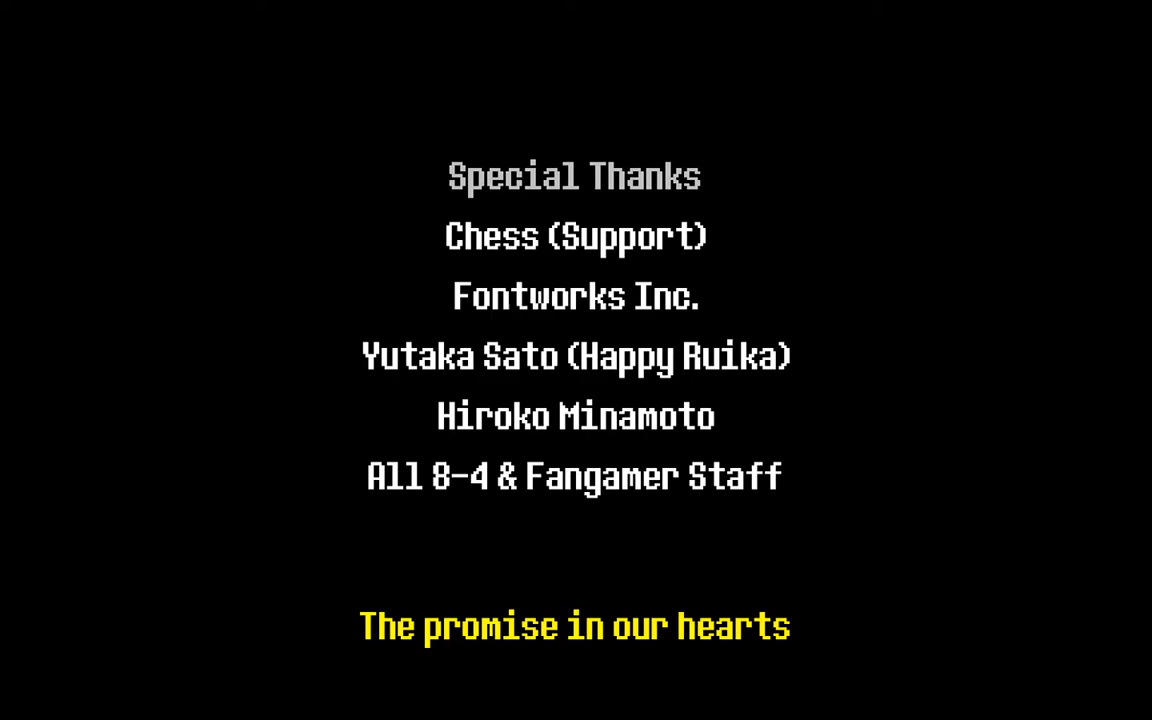 Special Thanks
Chess (Support)
Fontworks Inc.
Yutaka Sato (Happy Ruika)
Hiroko Minamoto
All 8-4 & Fangamer Staff
The promise in our hearts